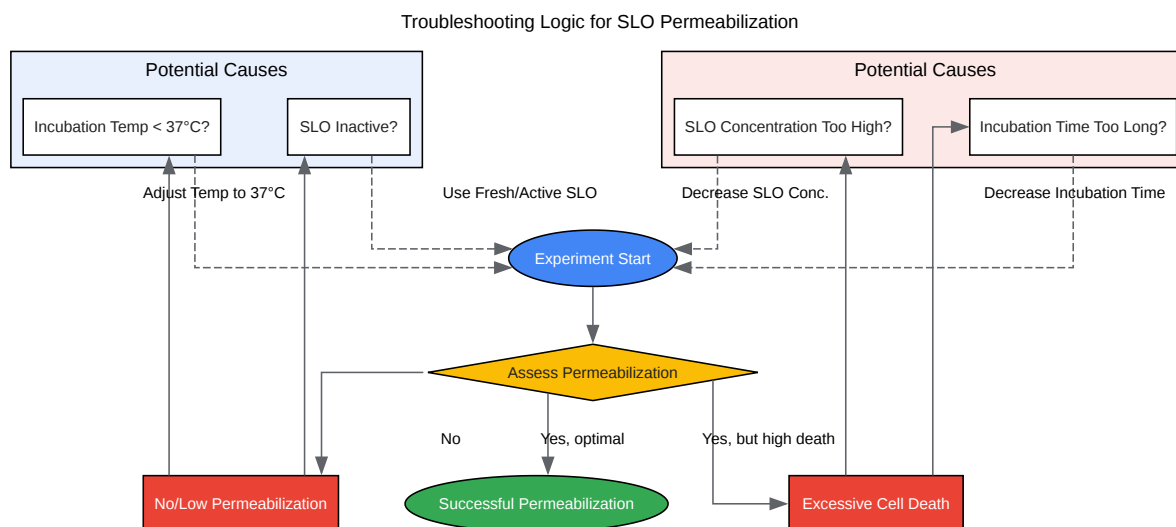 Troubleshooting Logic for SLO Permeabilization
Potential Causes
Potential Causes
Incubation Temp < 37°C?
SLO Inactive?
SLO Concentration Too High?
Incubation Time Too Long?
Adjust Temp to 37°C
Use Fresh/Active SLO
Decrease SLO Conc.
Decrease Incubation Time
Experiment Start
Assess Permeabilization
No
Yes, optimal
Yes, but high death
No/Low Permeabilization
Successful Permeabilization
Excessive Cell Death